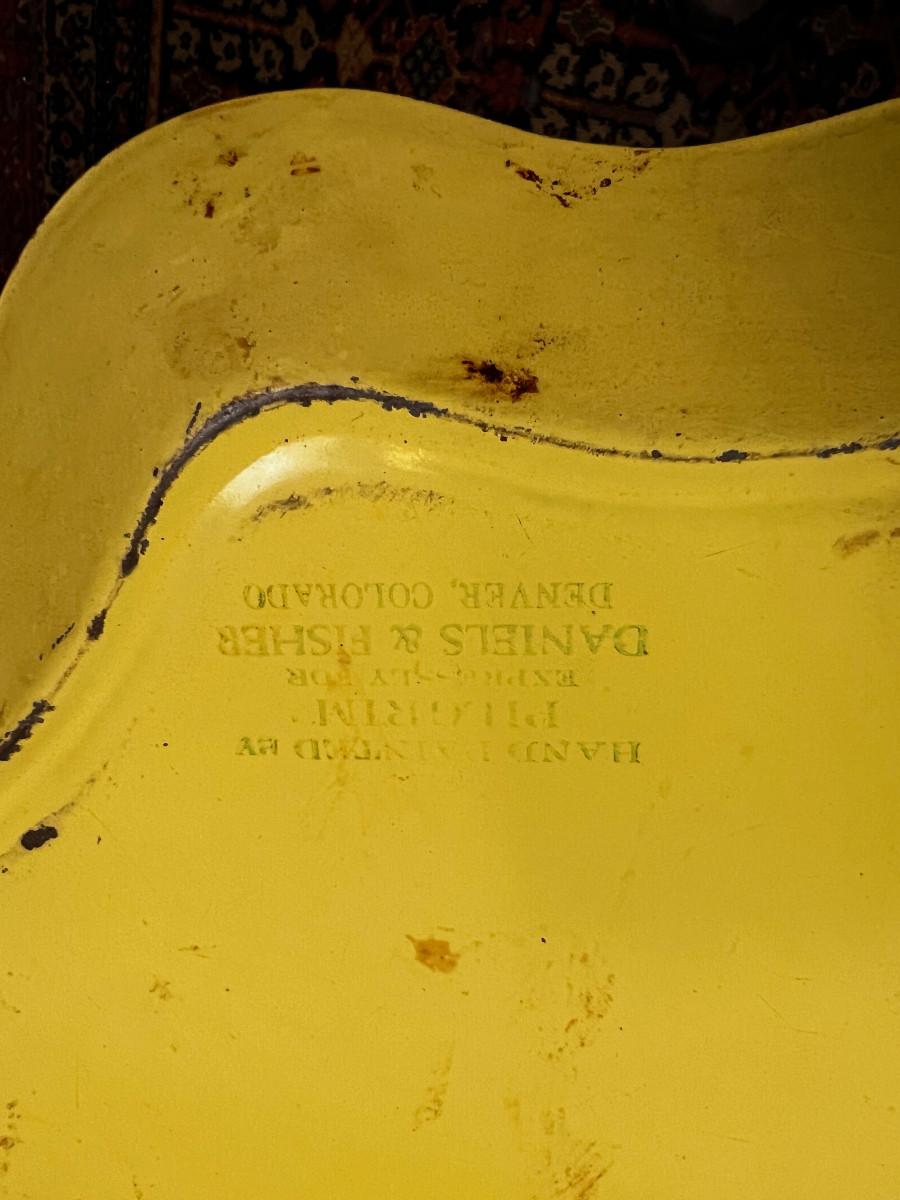 HAND PAINTED BY
PILGRIM
EXPRESSLY FOR
DANIELS & FISHER
DENVER, COLORADO